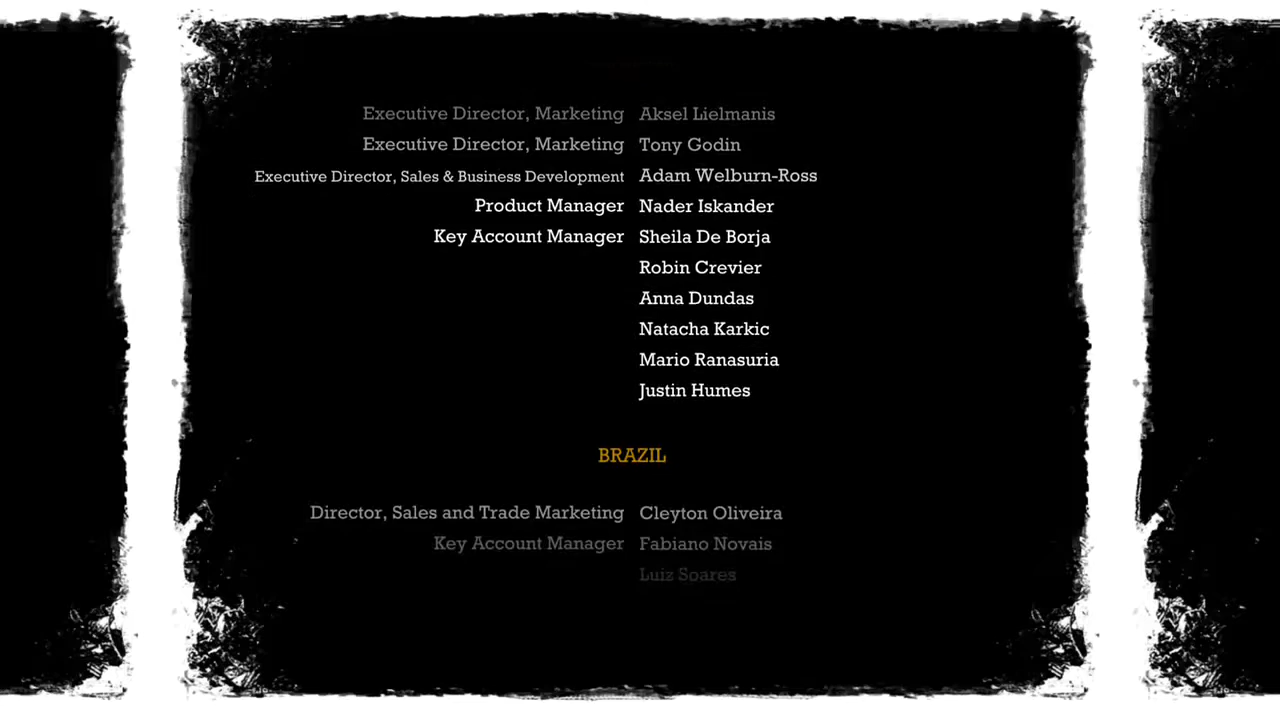 Executive Director, Marketing Aksel Lielmanis
Executive Director, Marketing Tony Godin
Executive Director, Sales & Business Development Adam Welburn-Ross
Product Manager Nader Iskander
Key Account Manager Sheila De Borja
Robin Crevier
Anna Dundas
Natacha Karkic
Mario Ranasuria
Justin Humes
BRAZIL
Director, Sales and Trade Marketing Cleyton Oliveira
Key Account Manager Fabiano Novais
Luiz Soares